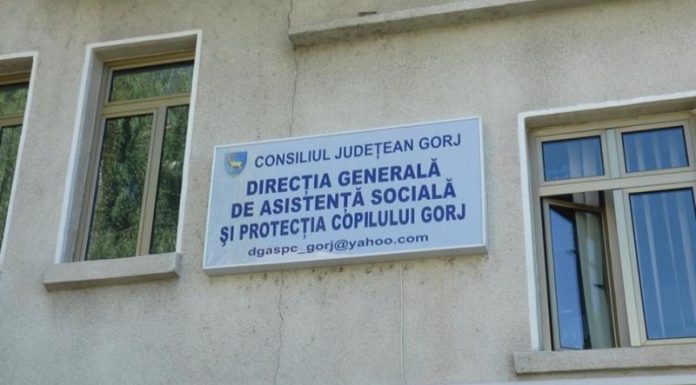 CONSILIUL JUDEȚEAN GORJ
DIRECȚIA GENERALĂ
DE ASISTENȚĂ SOCIALĂ
ȘI PROTECȚIA COPILULUI GORJ
dgaspc_gorj@yahoo.com